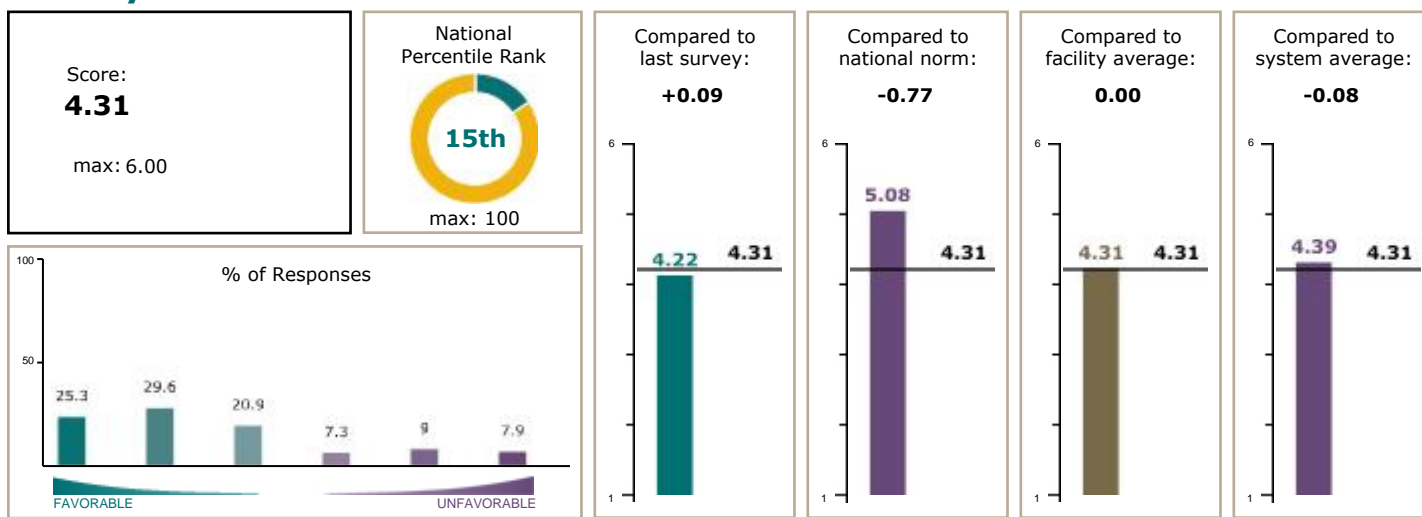 Score:
4.31
max: 6.00
National
Percentile Rank
15th
max: 100
% of Responses
100
50
25.3
29.6
20.9
7.3
9
7.9
FAVORABLE
UNFAVORABLE
Compared to
last survey:
+0.09
6
4.22
4.31
1
Compared to
national norm:
-0.77
6
5.08
4.31
1
Compared to
facility average:
0.00
6
4.31
4.31
1
Compared to
system average:
-0.08
6
4.39
4.31
1